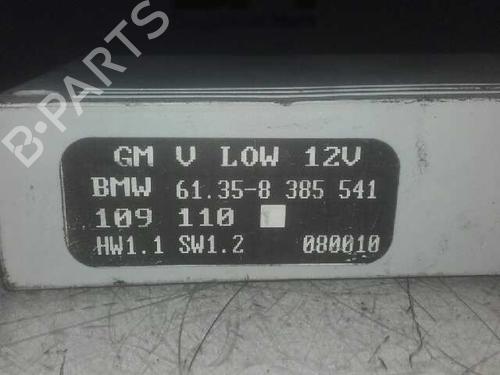 B-PARTS
GM V LOW 12V
BMW 61.35-8 385 541
109 110
HW1.1 SW1.2 080010